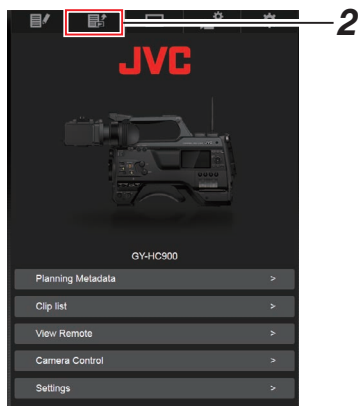 2
JVC
GY-HC900
Planning Metadata >
Clip list >
View Remote >
Camera Control >
Settings >